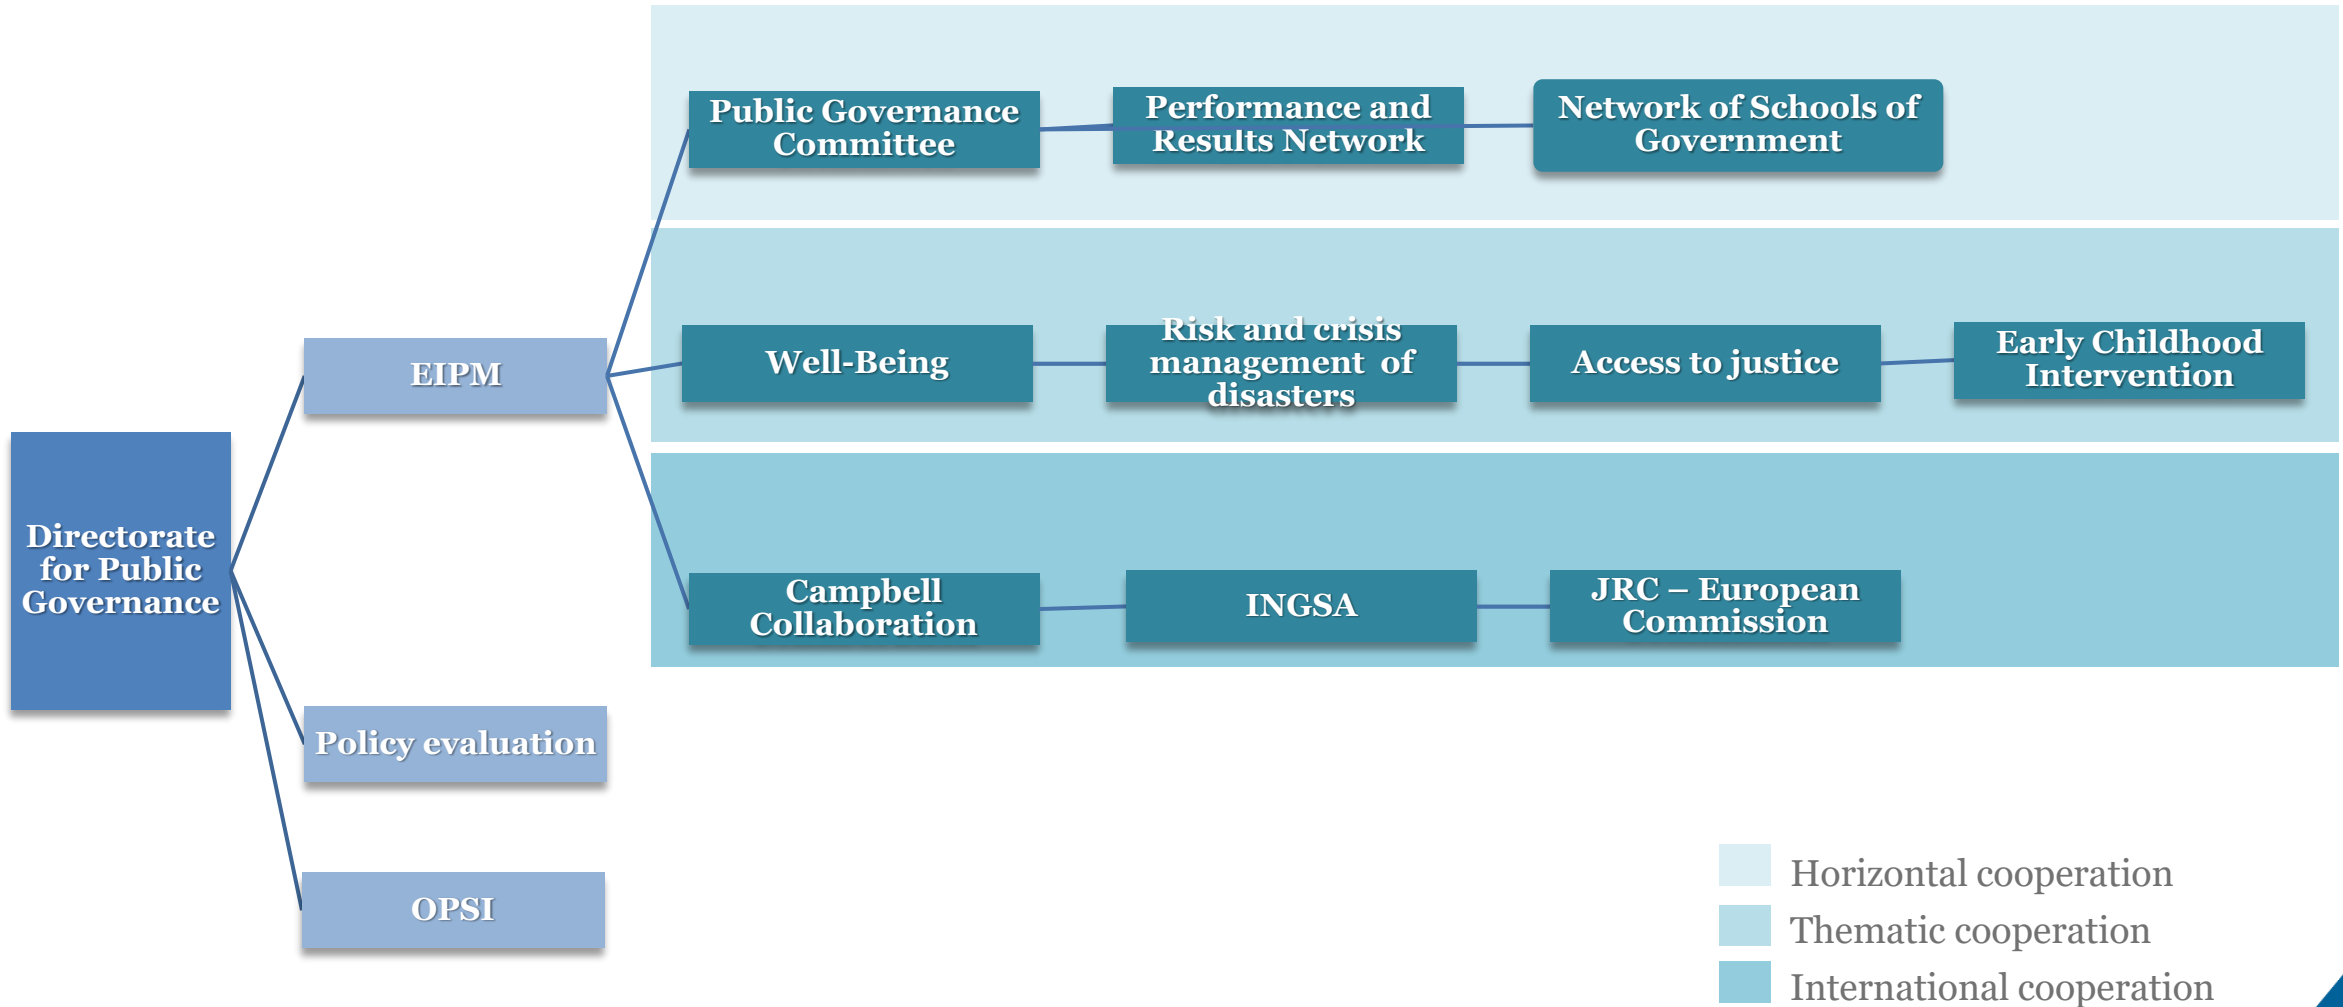 Public Governance
Committee
Performance and
Results Network
Network of Schools of
Government
Well-Being
Risk and crisis
management of
disasters
Access to justice
Early Childhood
Intervention
EIPM
Directorate
for Public
Governance
Campbell
Collaboration
INGSA
JRC – European
Commission
Policy evaluation
OPSI
Horizontal cooperation
Thematic cooperation
International cooperation